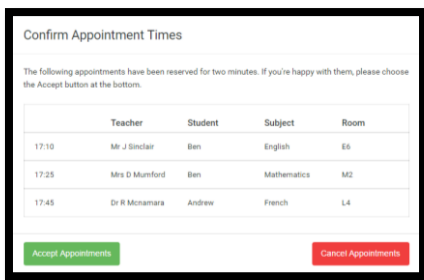 Confirm Appointment Times
The following appointments have been reserved for two minutes. If you're happy with them, please choose
the Accept button at the bottom.
Teacher Student Subject Room
17:10 Mr J Sinclair Ben English E6
17:25 Mrs D Mumford Ben Mathematics M2
17:45 Dr R Mcnamara Andrew French L4
Accept Appointments Cancel Appointments